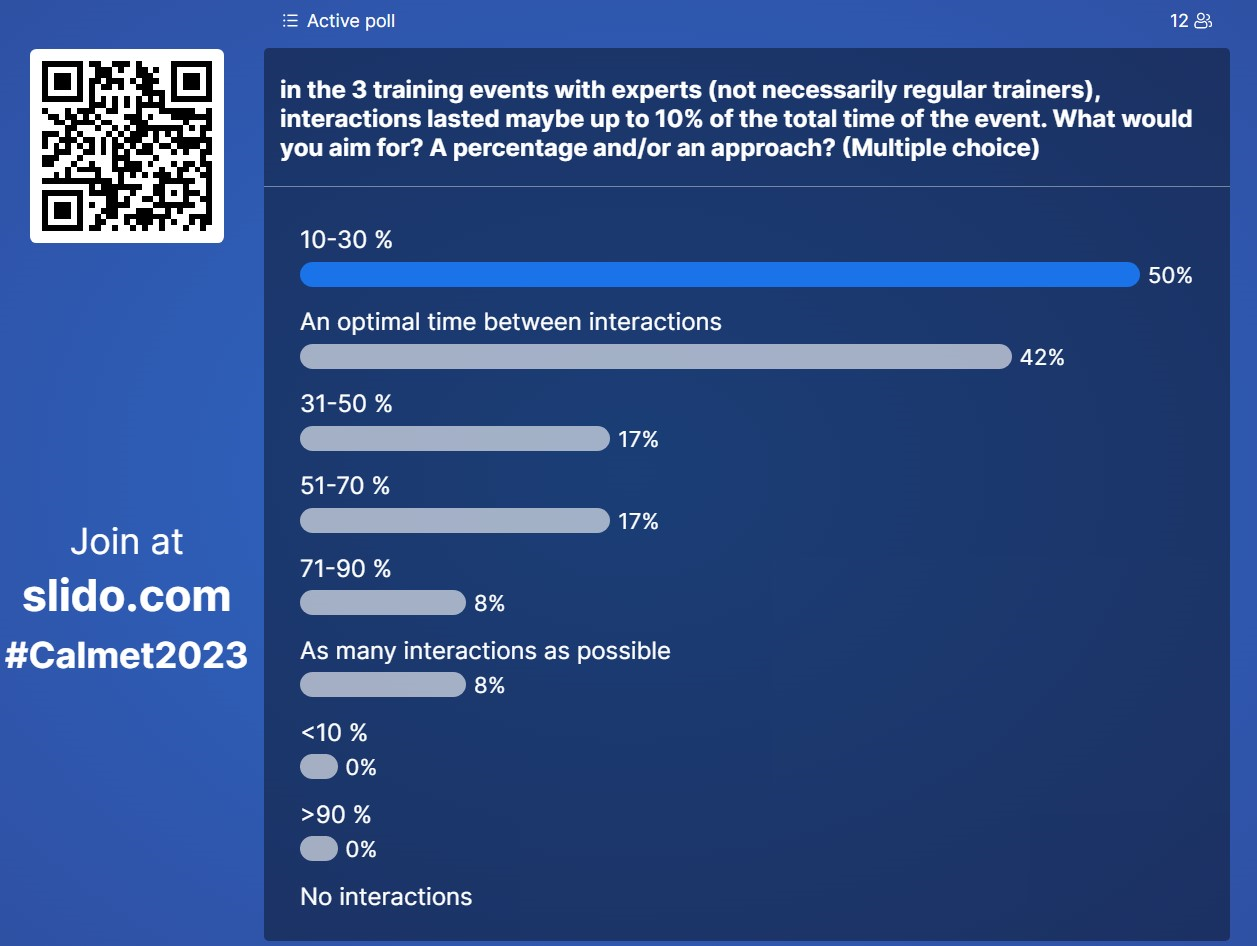 Active poll
12
in the 3 training events with experts (not necessarily regular trainers),
interactions lasted maybe up to 10% of the total time of the event. What would
you aim for? A percentage and/or an approach? (Multiple choice)
10-30 %
50%
An optimal time between interactions
42%
31-50 %
17%
51-70 %
17%
71-90 %
8%
As many interactions as possible
8%
<10 %
0%
>90 %
0%
No interactions
Join at
slido.com
#Calmet2023